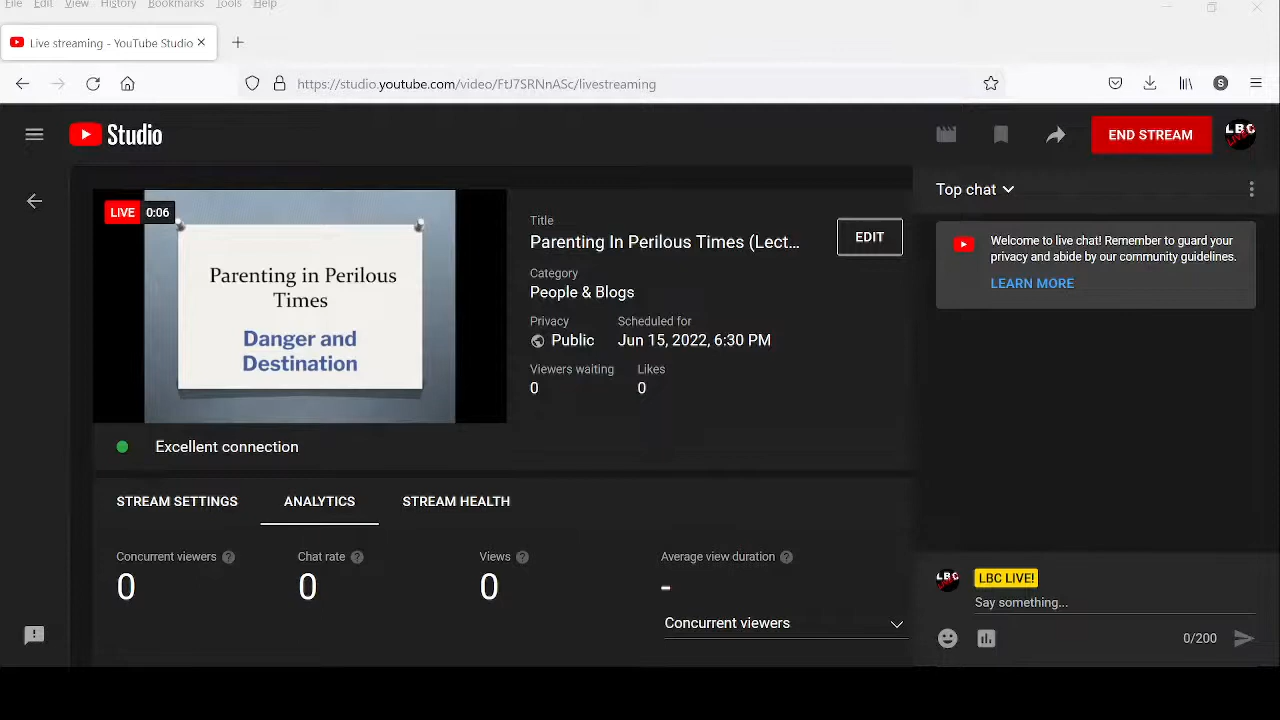 File Edit View History Bookmarks Tools Help
Live streaming - YouTube Studio
https://studio.youtube.com/video/FtJ7SRNnASc/livestreaming
S
Studio
END STREAM
LBC LIVE!
LIVE 0:06
Parenting in Perilous
Times
Danger and
Destination
Title
Parenting In Perilous Times (Lect...
EDIT
Category
People & Blogs
Privacy
Scheduled for
Public
Jun 15, 2022, 6:30 PM
Viewers waiting
Likes
0
0
Excellent connection
STREAM SETTINGS
ANALYTICS
STREAM HEALTH
Concurrent viewers
Chat rate
Views
Average view duration
0
0
0
-
Concurrent viewers
Top chat
Welcome to live chat! Remember to guard your
privacy and abide by our community guidelines.
LEARN MORE
LBC
LBC LIVE!
Say something...
0/200